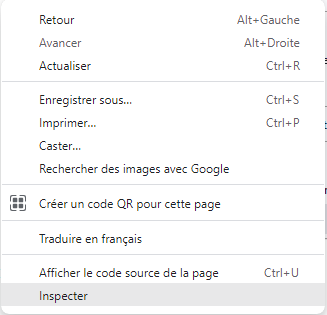 Retour Alt+Gauche
Avancer Alt+Droite
Actualiser Ctrl+R
Enregistrer sous... Ctrl+S
Imprimer... Ctrl+P
Caster...
Rechercher des images avec Google
Créer un code QR pour cette page
Traduire en français
Afficher le code source de la page Ctrl+U
Inspecter